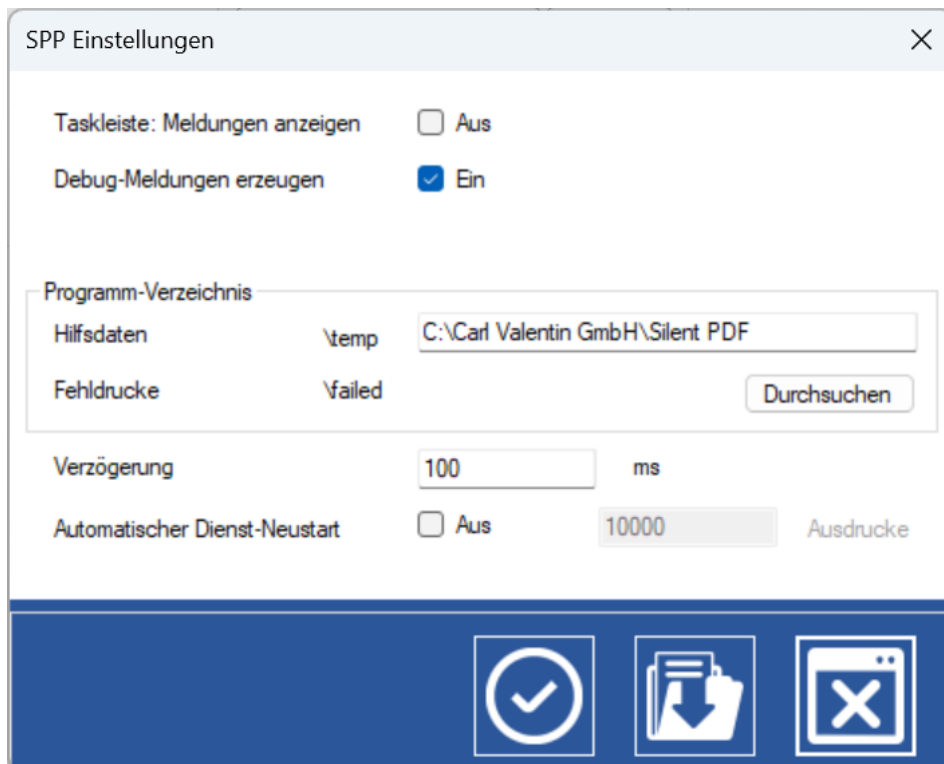 SPP Einstellungen
Taskleiste: Meldungen anzeigen Aus
Debug-Meldungen erzeugen Ein
Programm-Verzeichnis
Hilfsdaten \temp C:\Carl Valentin GmbH\Silent PDF
Fehldrucke \failed Durchsuchen
Verzögerung 100 ms
Automatischer Dienst-Neustart Aus 10000 Ausdrucke